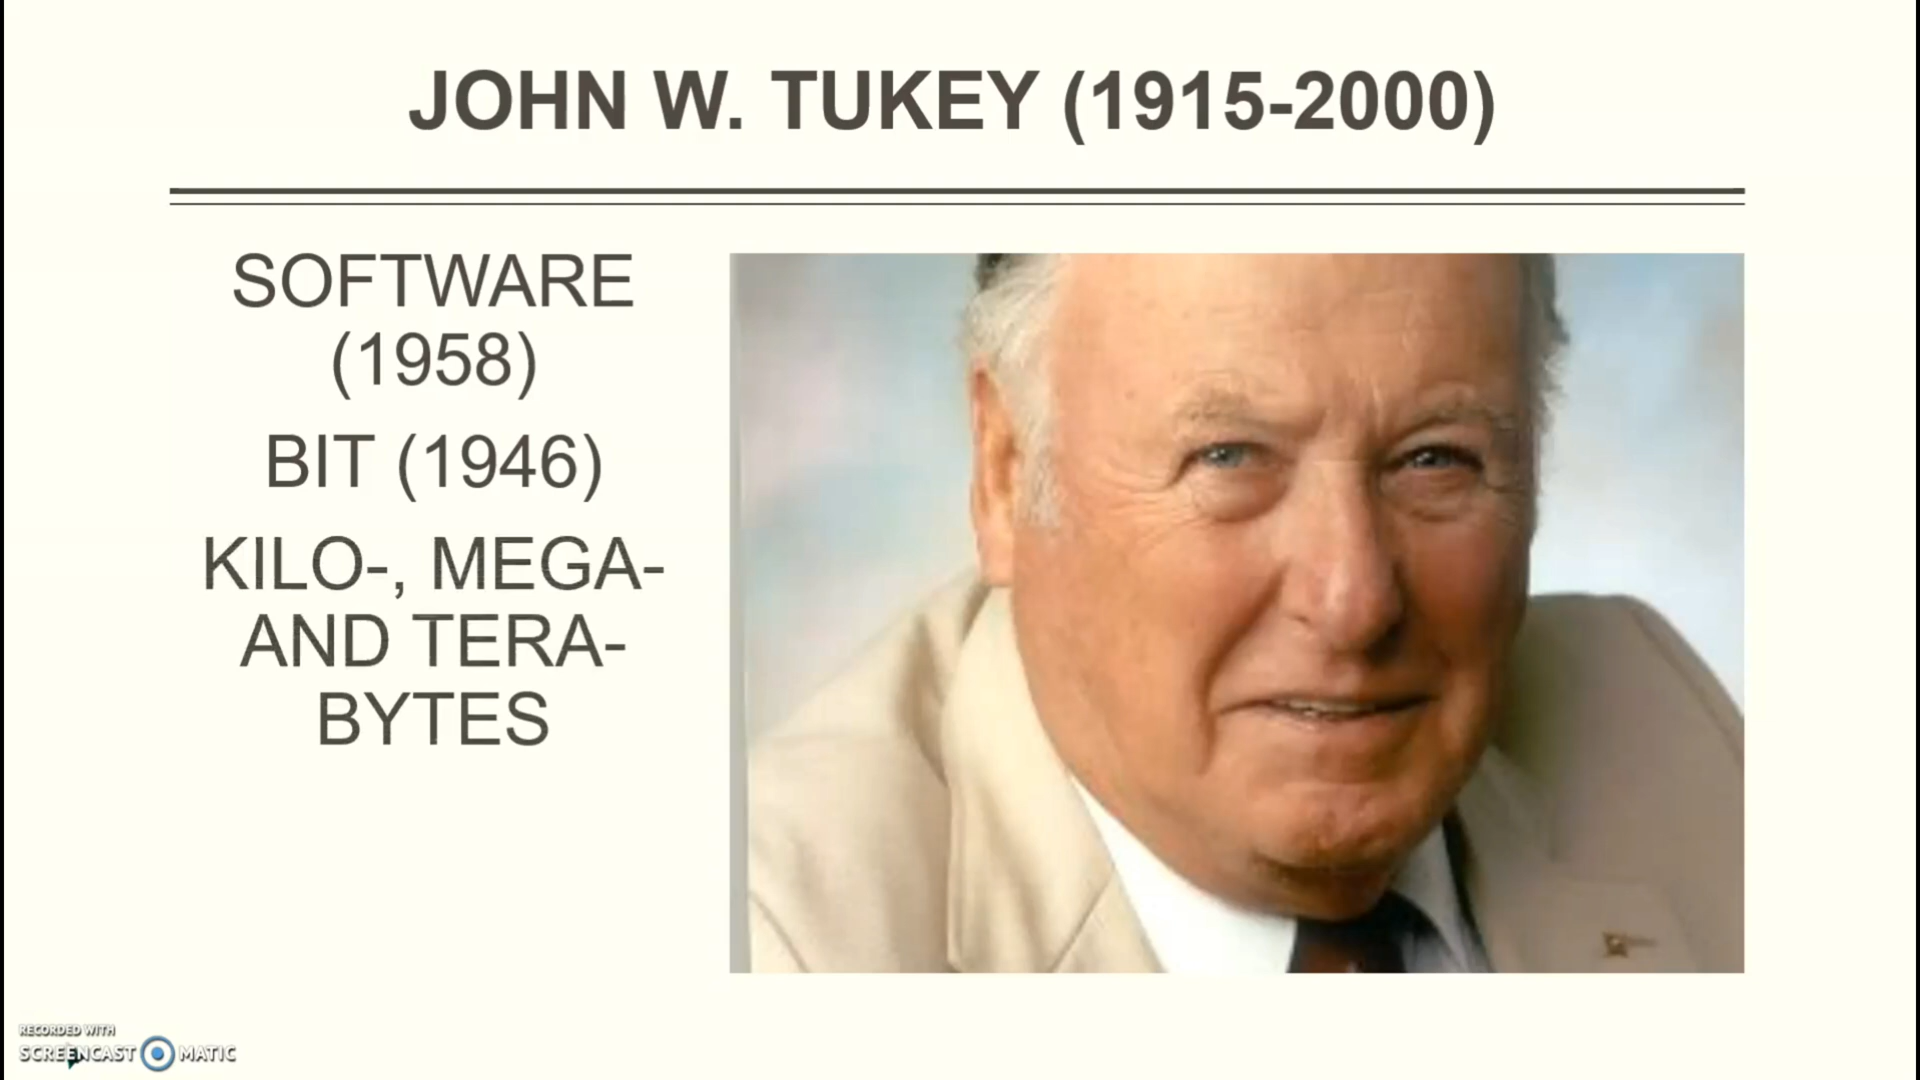 JOHN W. TUKEY (1915-2000)
SOFTWARE
(1958)
BIT (1946)
KILO-, MEGA-
AND TERA-
BYTES
RECORDED WITH
SCREENCAST MATIC